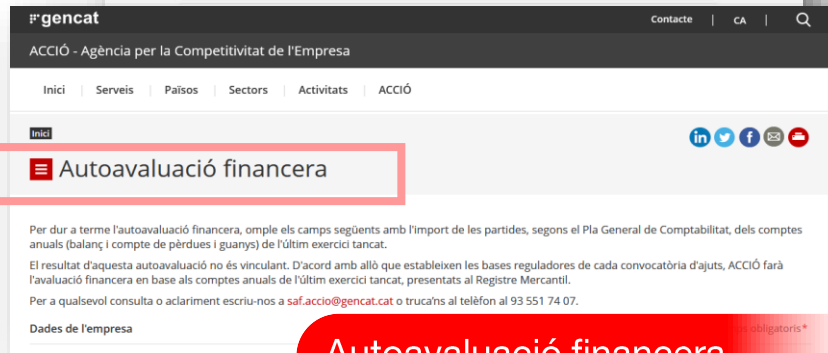 gencat
Contacte | CA |
ACCIÓ - Agència per la Competitivitat de l'Empresa
Inici | Serveis | Països | Sectors | Activitats | ACCIÓ
Inici
Autoavaluació financera
Per dur a terme l'autoavaluació financera, omple els camps següents amb l'import de les partides, segons el Pla General de Comptabilitat, dels comptes
anuals (balanç i compte de pèrdues i guanys) de l'últim exercici tancat.
El resultat d'aquesta autoavaluació no és vinculant. D'acord amb allò que estableixen les bases reguladores de cada convocatòria d'ajuts, ACCIÓ farà
l'avaluació financera en base als comptes anuals de l'últim exercici tancat, presentats al Registre Mercantil.
Per a qualsevol consulta o aclariment escriu-nos a saf.accio@gencat.cat o truca'ns al telèfon al 93 551 74 07.
Dades de l'empresa
obligatoris*
Autoavaluació financera